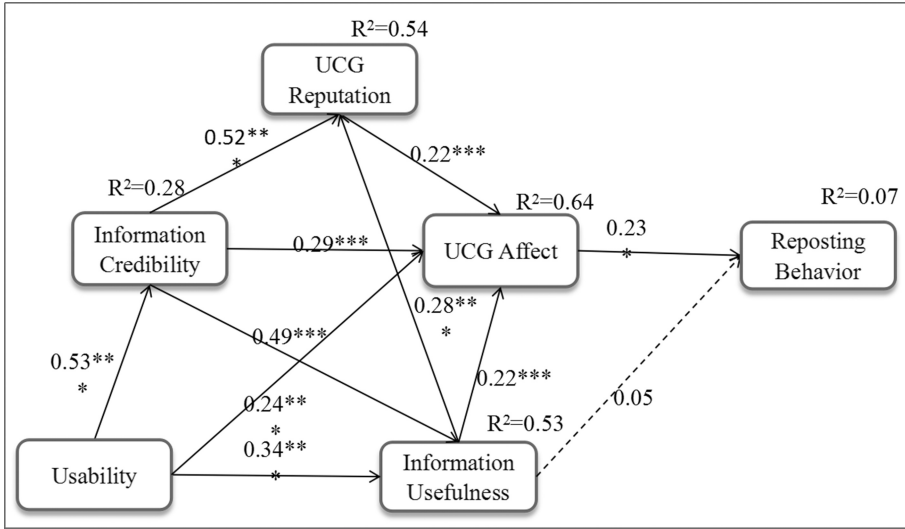 R²=0.54
UCG
Reputation
0.52**
*
0.22***
R²=0.28
R²=0.64
R²=0.07
Information
Credibility
0.29***
UCG Affect
0.23
*
Reposting
Behavior
0.28**
*
0.49***
0.53**
*
0.22***
0.24**
*
0.05
R²=0.53
0.34**
*
Usability
Information
Usefulness